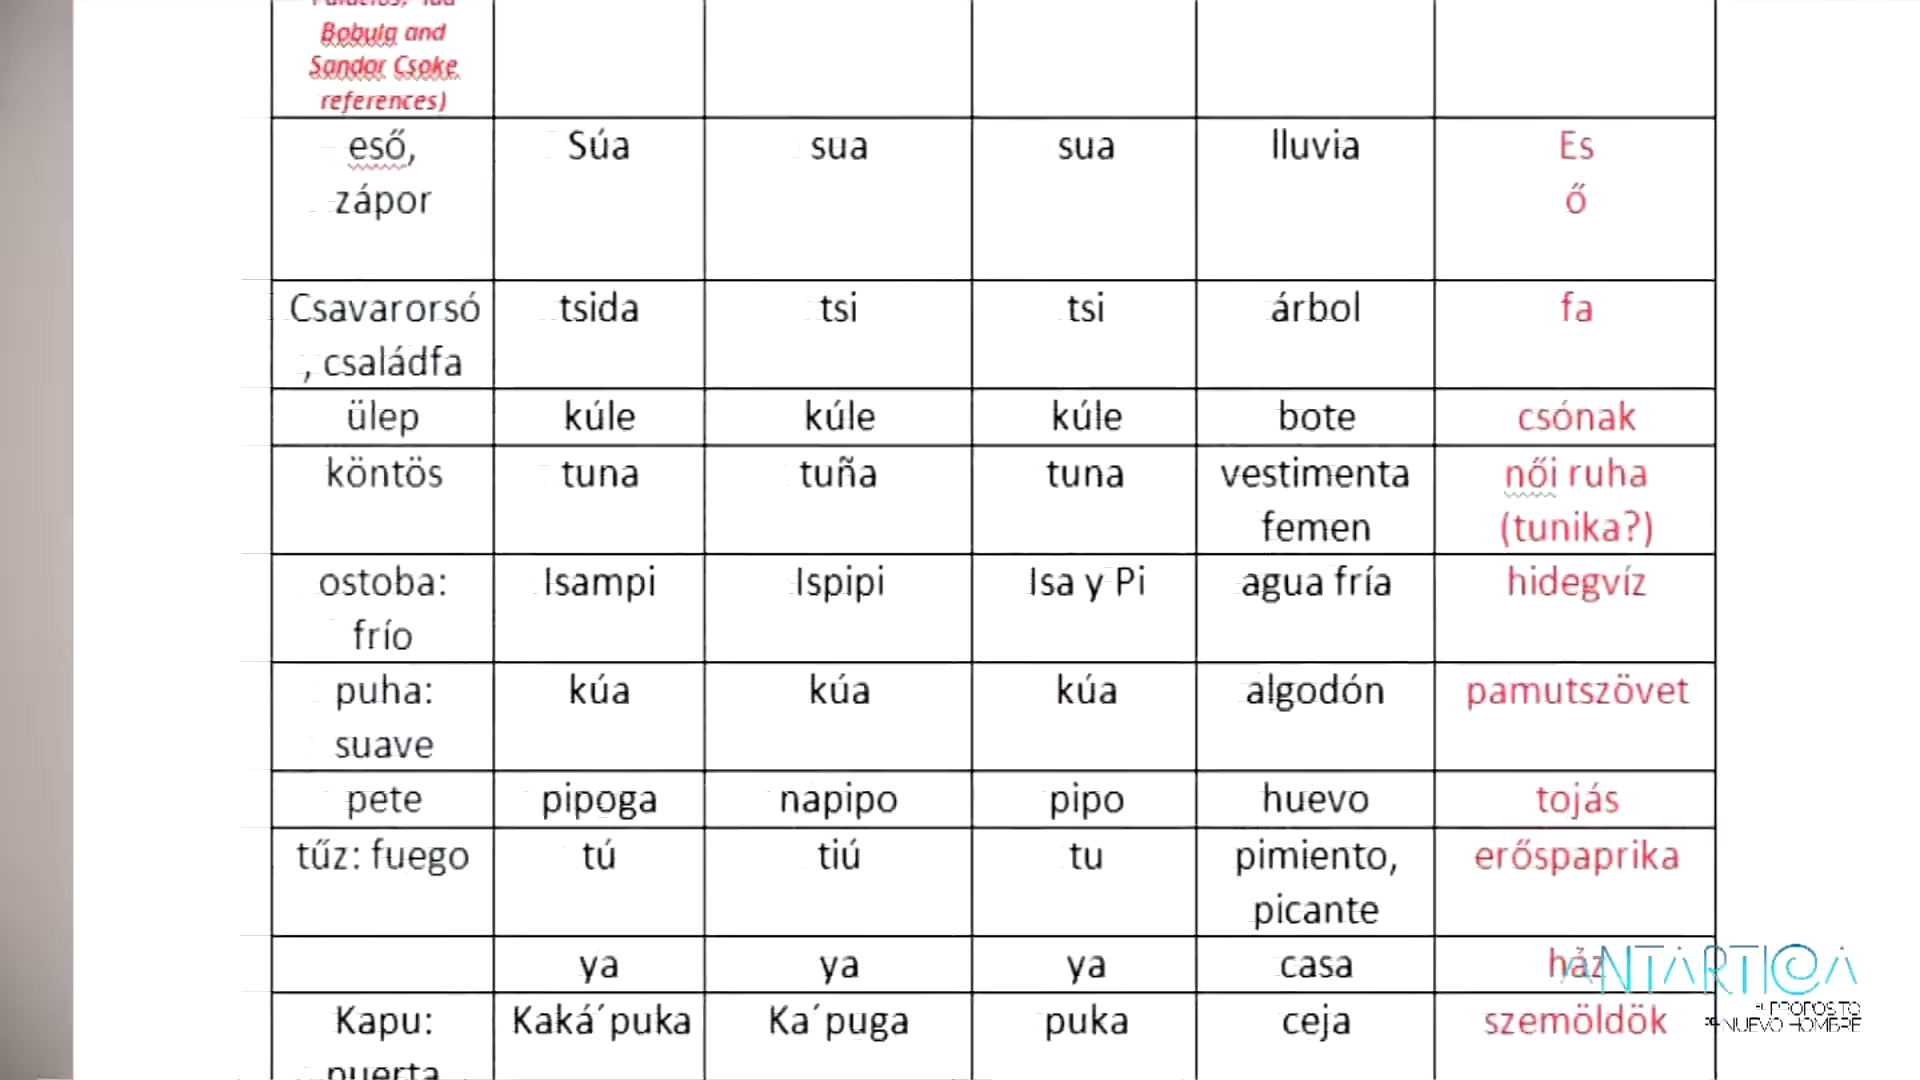 Bobula and
Sandor Csoke
references)
eső, Súa sua sua lluvia Es
zápor ő
Csavarorsó tsida tsi tsi árbol fa
, családfa
ülep kúle kúle kúle bote csónak
köntös tuna tuña tuna vestimenta női ruha
femen (tunika?)
ostoba: Isampi Ispipi Isa y Pi agua fría hidegvíz
frío
puha: kúa kúa kúa algodón pamutszövet
suave
pete pipoga napipo pipo huevo tojás
tűz: fuego tú tiú tu pimiento, erőspaprika
picante
ya ya ya casa ház
Kapu: Kaká´puka Ka´puga puka ceja szemöldök
puerta
ANTARTICA
EL PROPOSITO
DEL NUEVO HOMBRE